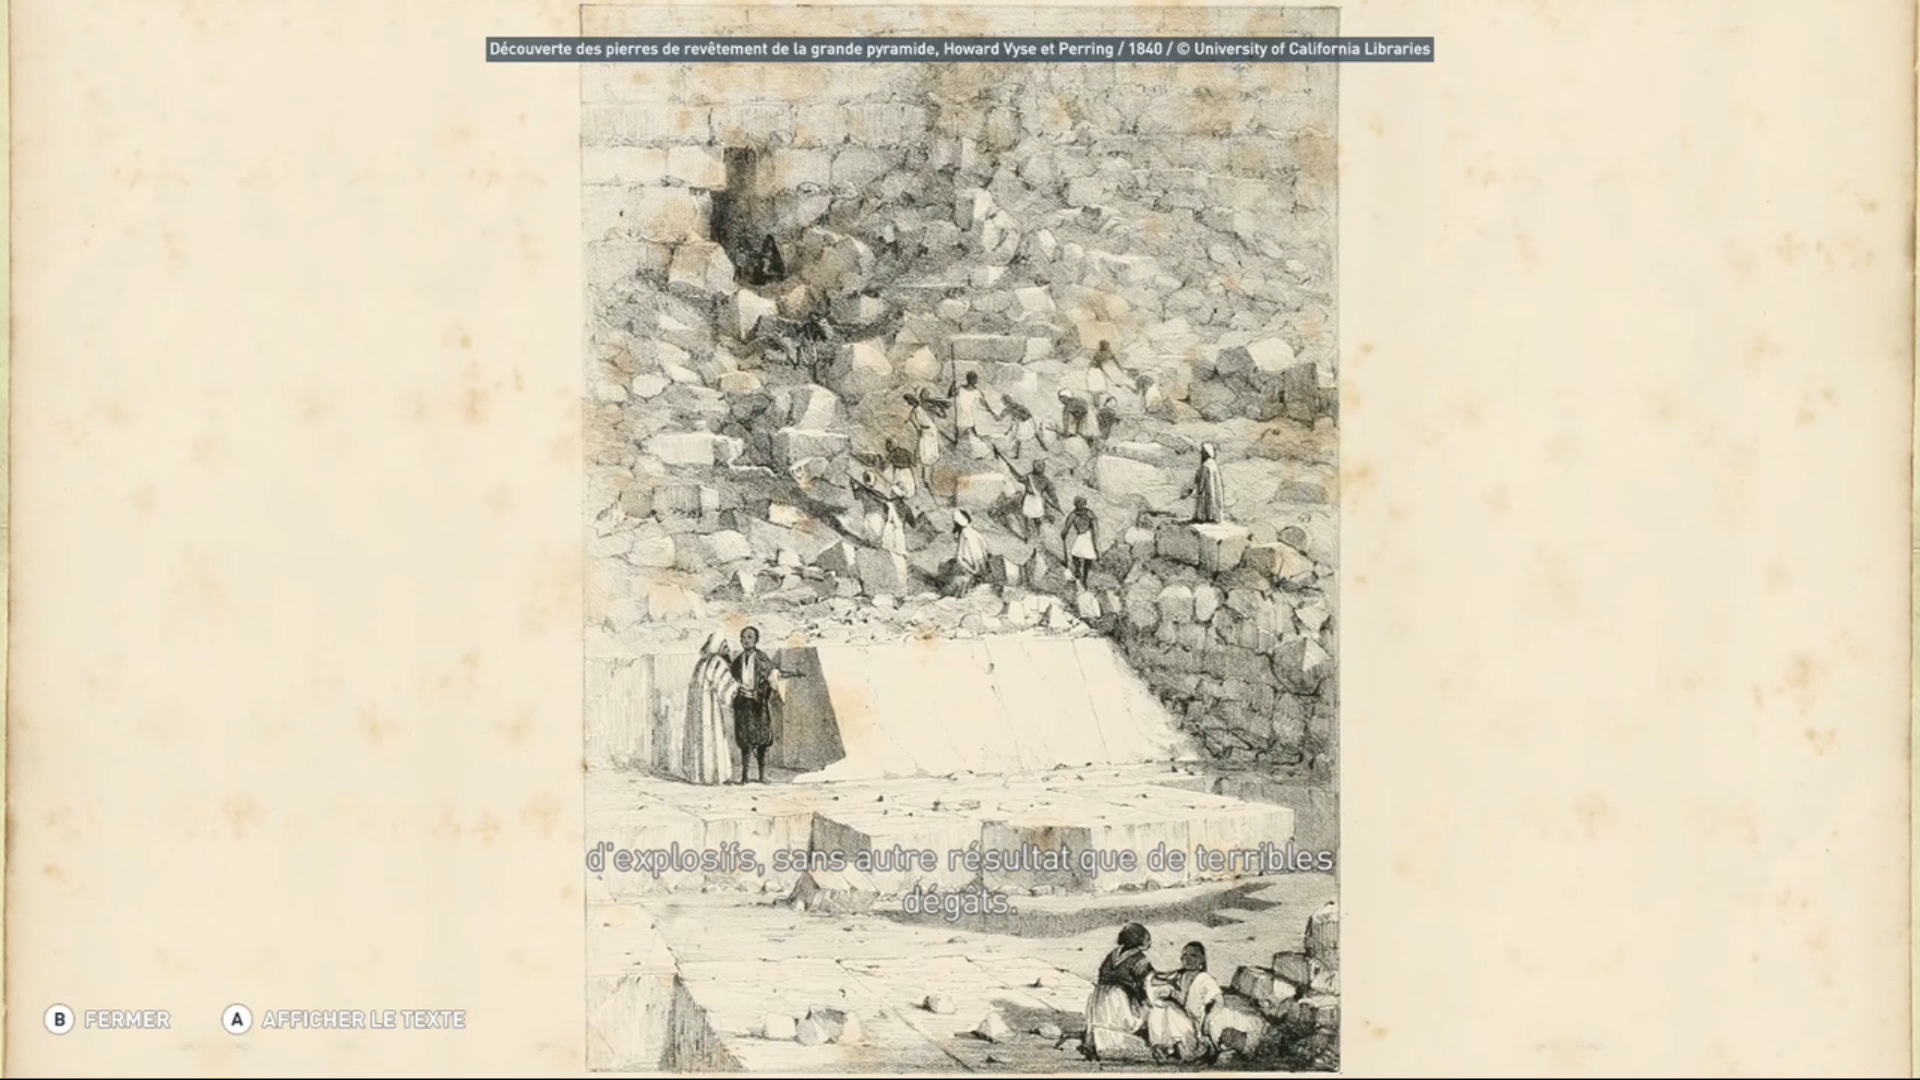 Découverte des pierres de revêtement de la grande pyramide, Howard Vyse et Perring / 1840 / © University of California Libraries
d'explosifs, sans autre résultat que de terribles
dégâts.
B FERMER A AFFICHER LE TEXTE